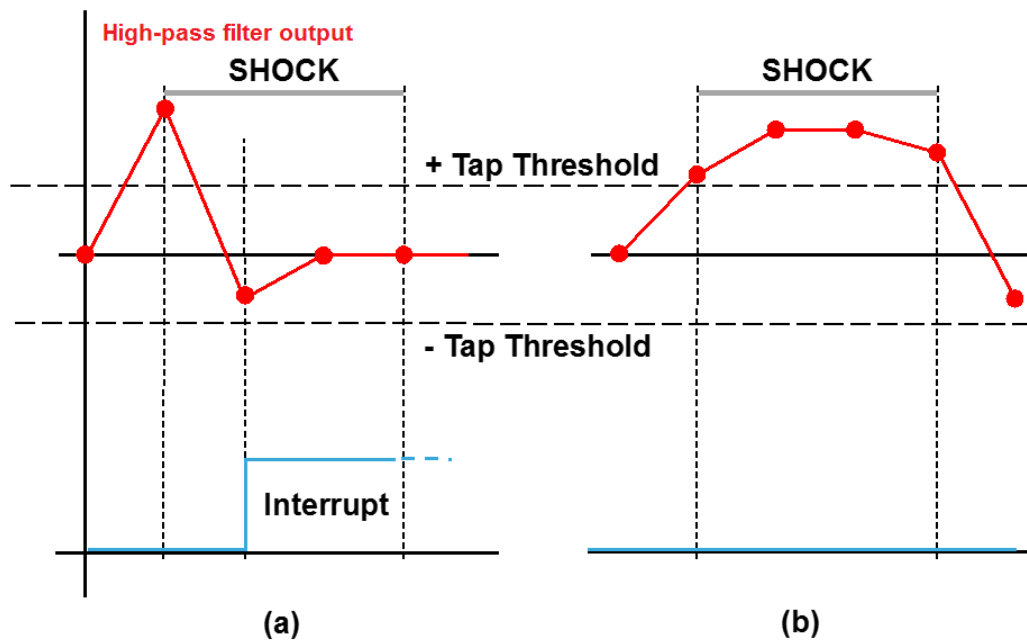 High-pass filter output
SHOCK
SHOCK
+ Tap Threshold
- Tap Threshold
Interrupt
(a)
(b)